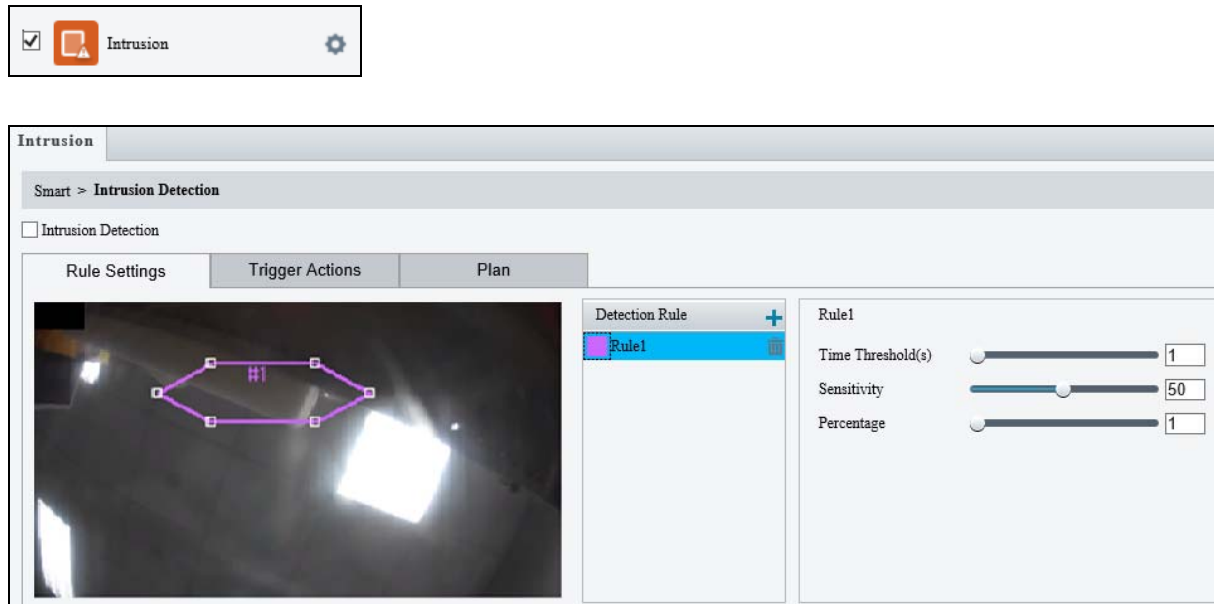 Intrusion
Intrusion
Smart > Intrusion Detection
Intrusion Detection
Rule Settings Trigger Actions Plan
#1
Detection Rule +
Rule1
Rule1
Time Threshold(s) 1
Sensitivity 50
Percentage 1